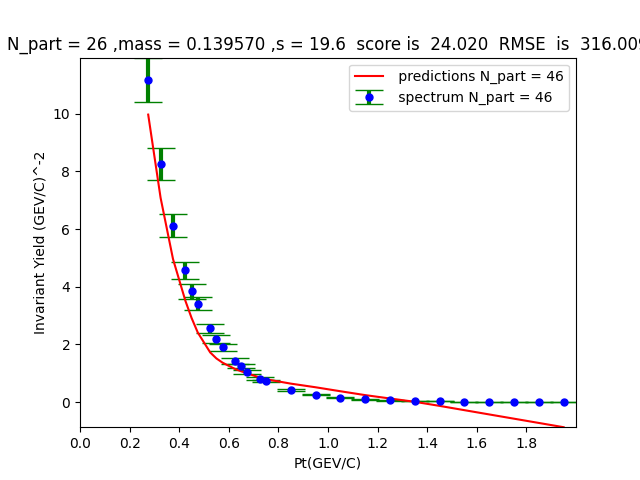 N_part = 26 ,mass = 0.139570 ,s = 19.6  score is  24.020  RMSE  is  316.009
predictions N_part = 46
spectrum N_part = 46
Invariant Yield (GEV/C)^-2
10
8
6
4
2
0
0.0 0.2 0.4 0.6 0.8 1.0 1.2 1.4 1.6 1.8
Pt(GEV/C)